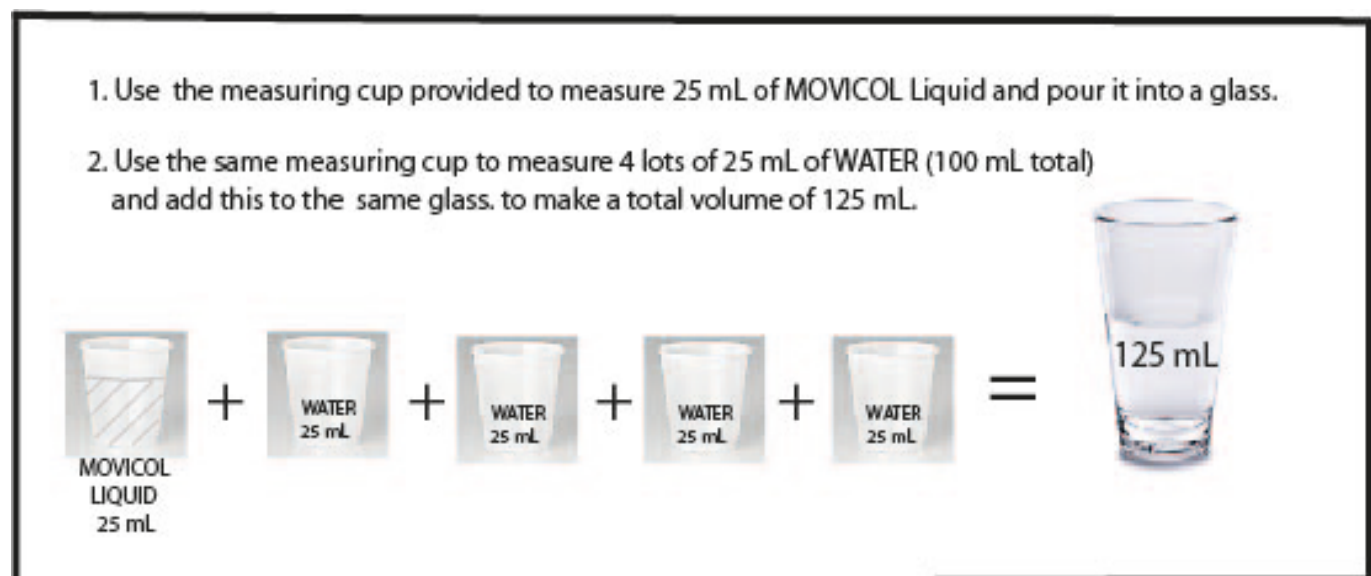 1. Use the measuring cup provided to measure 25 mL of MOVICOL Liquid and pour it into a glass.
2. Use the same measuring cup to measure 4 lots of 25 mL of WATER (100 mL total)
and add this to the same glass. to make a total volume of 125 mL.
MOVICOL
LIQUID
25 mL
+
WATER
25 mL
+
WATER
25 mL
+
WATER
25 mL
+
WATER
25 mL
=
125 mL